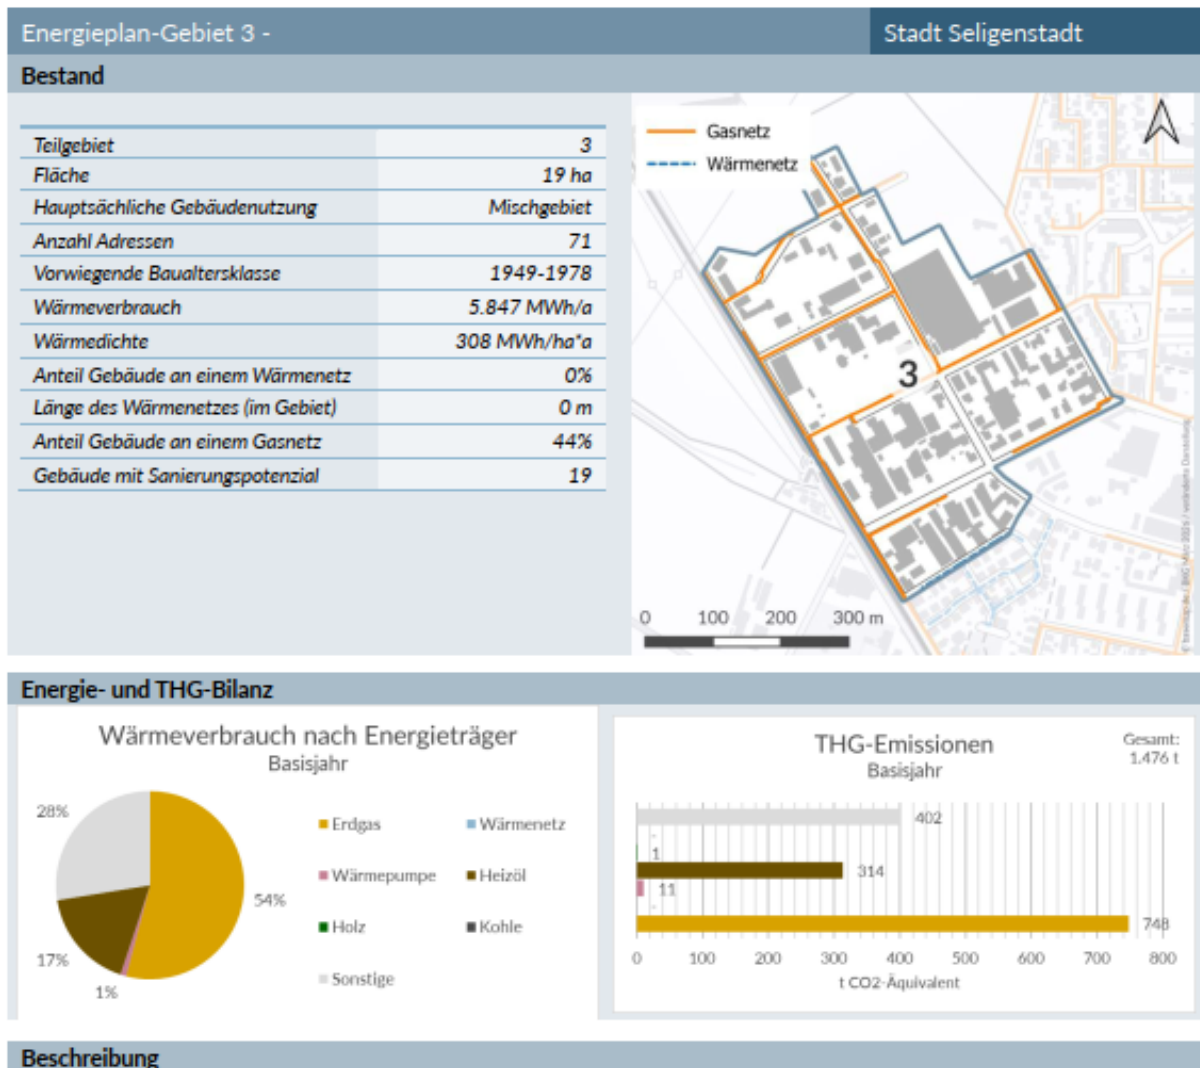 Energieplan-Gebiet 3 -
Stadt Seligenstadt
Bestand
Teilgebiet 3
Fläche 19 ha
Hauptsächliche Gebäudenutzung Mischgebiet
Anzahl Adressen 71
Vorwiegende Baualtersklasse 1949-1978
Wärmeverbrauch 5.847 MWh/a
Wärmedichte 308 MWh/ha*a
Anteil Gebäude an einem Wärmenetz 0%
Länge des Wärmenetzes (im Gebiet) 0 m
Anteil Gebäude an einem Gasnetz 44%
Gebäude mit Sanierungspotenzial 19
Gasnetz
Wärmenetz
3
0 100 200 300 m
Energie- und THG-Bilanz
Wärmeverbrauch nach Energieträger
Basisjahr
28%
54%
17%
1%
Erdgas Wärmenetz
Wärmepumpe Heizöl
Holz Kohle
Sonstige
THG-Emissionen
Basisjahr
Gesamt:
1.476 t
402
-
1
314
11
-
748
0 100 200 300 400 500 600 700 800
t CO2-Äquivalent
Beschreibung